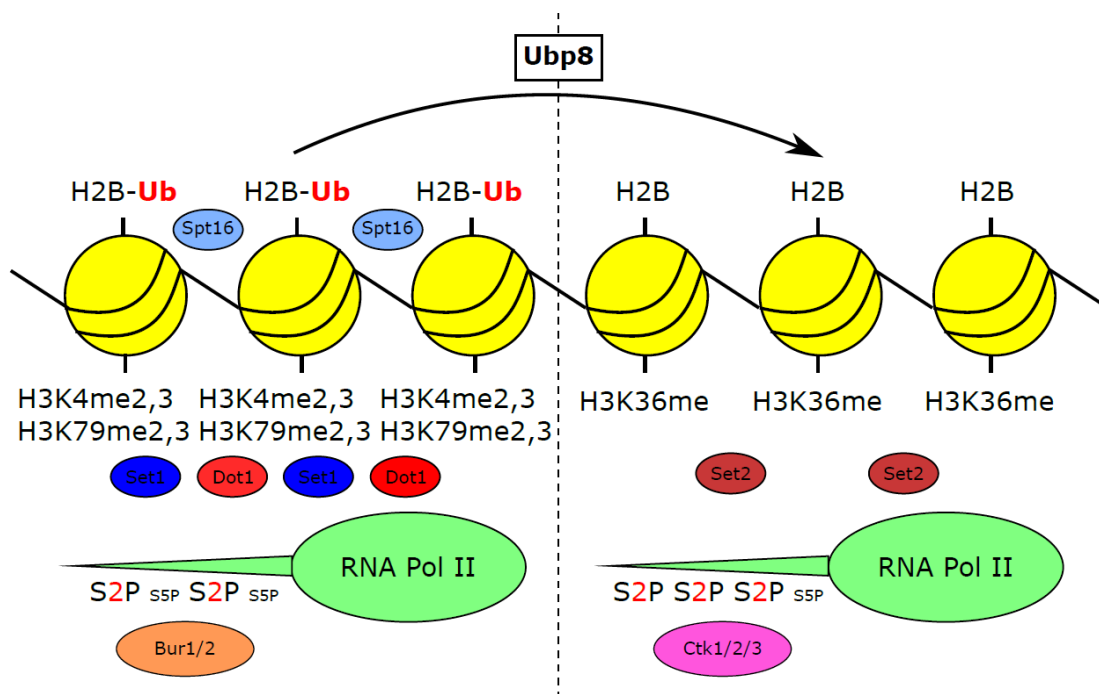 Ubp8
H2B-Ub H2B-Ub H2B-Ub H2B H2B H2B
Spt16 Spt16
H3K4me2,3 H3K4me2,3 H3K4me2,3
H3K79me2,3 H3K79me2,3 H3K79me2,3
H3K36me H3K36me H3K36me
Set1 Dot1 Set1 Dot1 Set2 Set2
RNA Pol II RNA Pol II
S2P S5P S2P S5P S2P S2P S2P S5P
Bur1/2 Ctk1/2/3